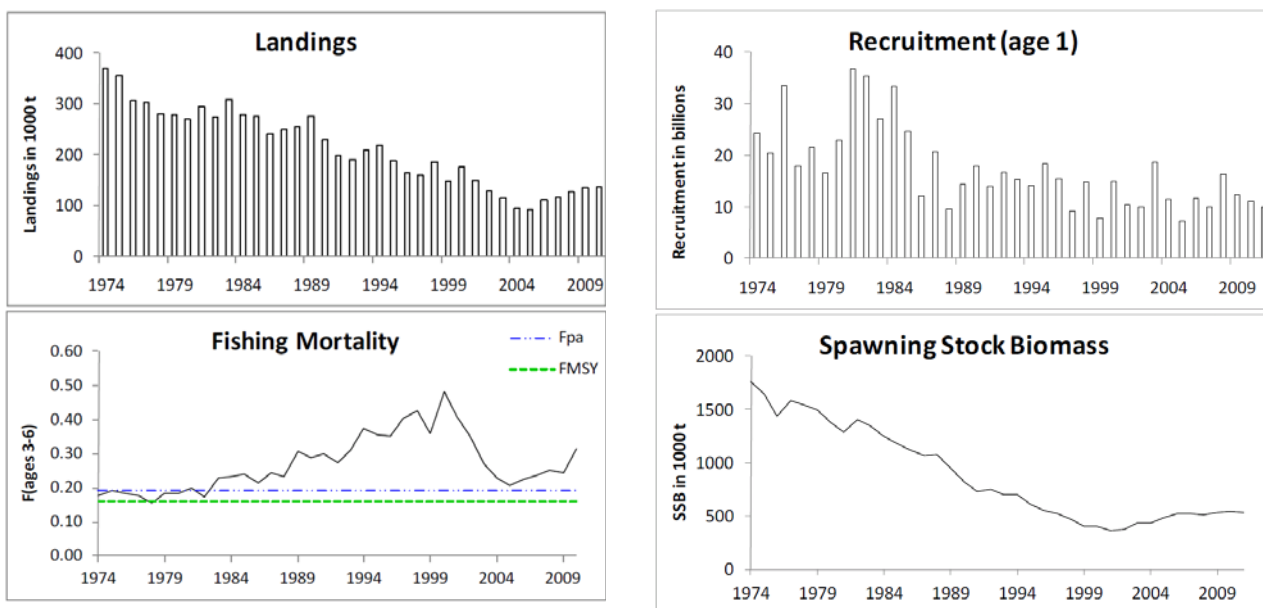 Landings
Landings in 1000 t
400
300
200
100
0
1974 1979 1984 1989 1994 1999 2004 2009
Recruitment (age 1)
Recruitment in billions
40
30
20
10
0
1974 1979 1984 1989 1994 1999 2004 2009
Fishing Mortality
Fpa
FMSY
F(ages 3-6)
0.60
0.50
0.40
0.30
0.20
0.10
0.00
1974 1979 1984 1989 1994 1999 2004 2009
Spawning Stock Biomass
SSB in 1000 t
2000
1500
1000
500
0
1974 1979 1984 1989 1994 1999 2004 2009